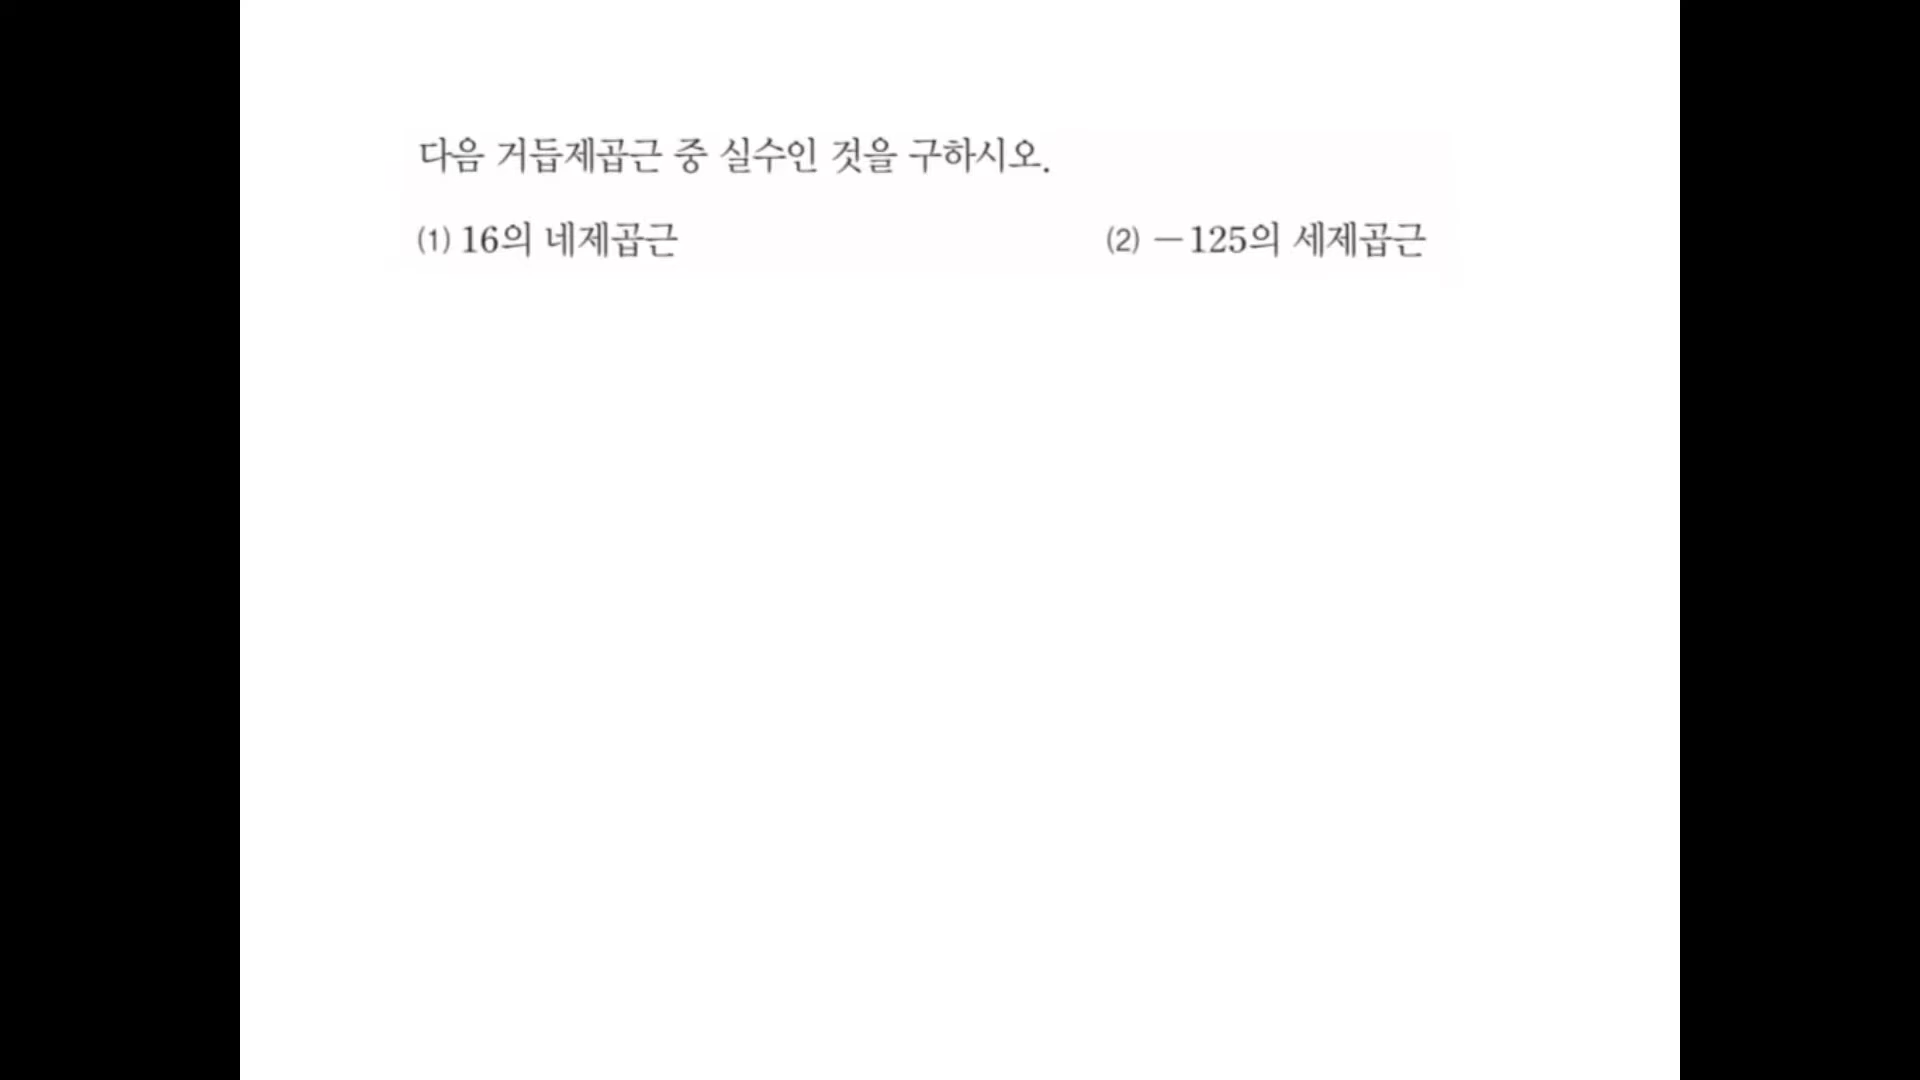 다음 거듭제곱근 중 실수인 것을 구하시오.
(1) 16의 네제곱근 (2) −125의 세제곱근